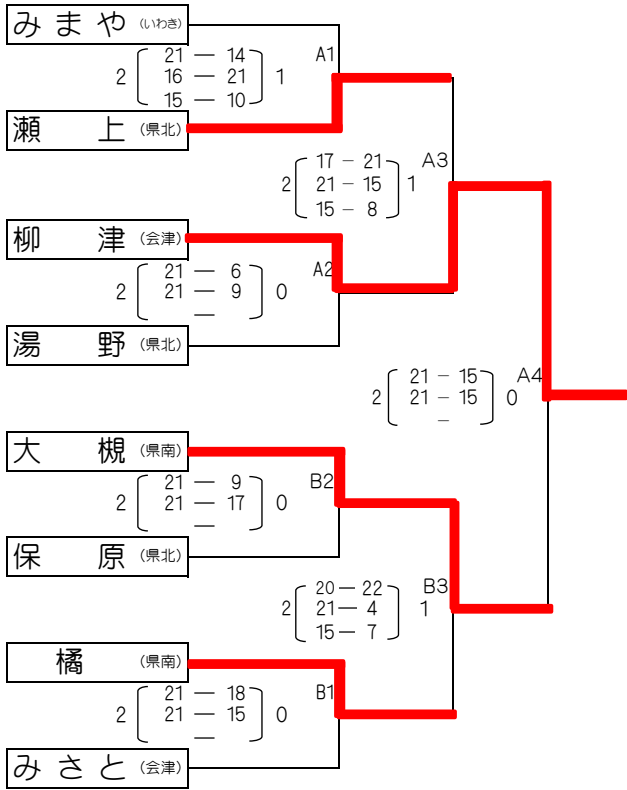 みまや (いわき)
A1
21 — 14
2 16 — 21 1
15 — 10
瀬上 (県北)
17 − 21 A3
2 21 − 15 1
15 − 8
柳津 (会津)
A2
21 — 6
2 21 — 9 0
—
湯野 (県北)
21 − 15 A4
2 21 − 15 0
−
大槻 (県南)
21 — 9 B2
2 21 — 17 0
—
保原 (県北)
20 — 22 B3
2 21 — 4 1
15 — 7
橘 (県南)
21 — 18 B1
2 21 — 15 0
—
みさと (会津)